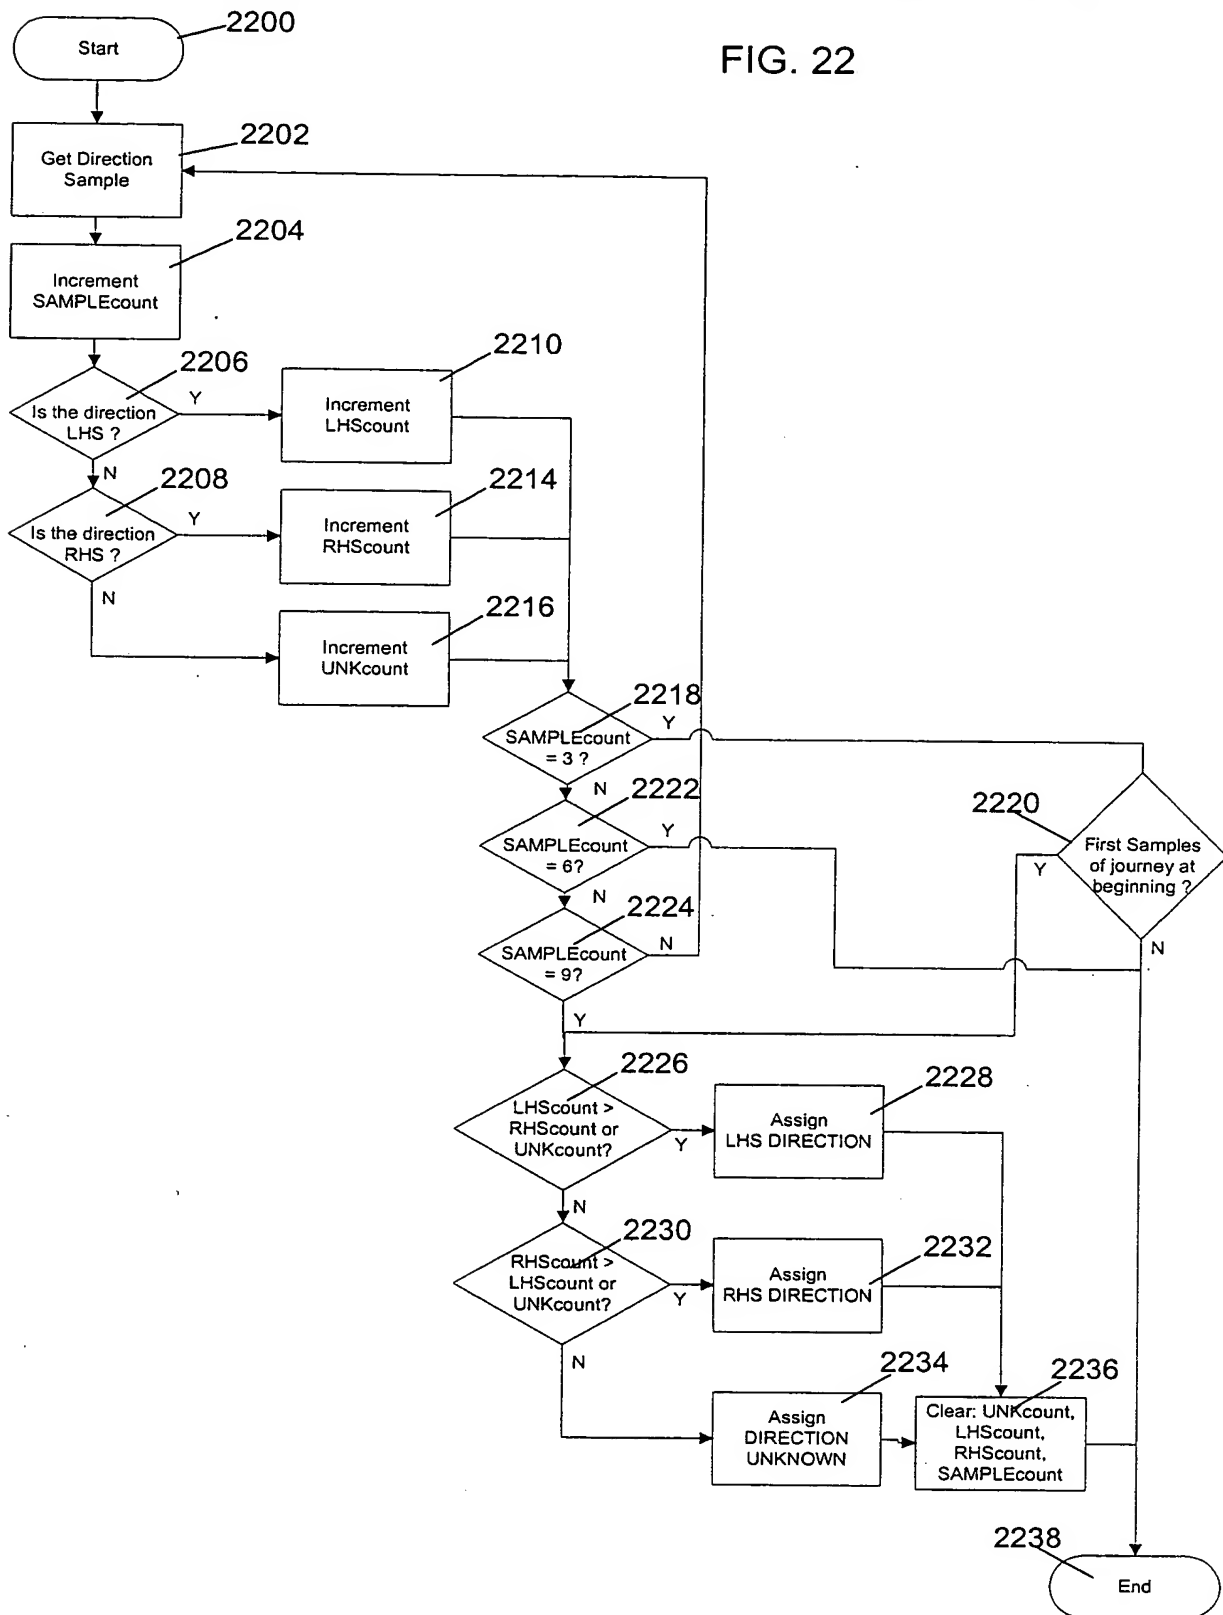 2200
Start
FIG. 22
2202
Get Direction
Sample
2204
Increment
SAMPLEcount
2206
Is the direction
LHS ?
Y
N
2210
Increment
LHScount
2208
Is the direction
RHS ?
Y
N
2214
Increment
RHScount
2216
Increment
UNKcount
2218
SAMPLEcount
= 3 ?
Y
N
2220
First Samples
of journey at
beginning ?
Y
N
2222
SAMPLEcount
= 6?
Y
N
2224
SAMPLEcount
= 9?
N
Y
2226
LHScount >
RHScount or
UNKcount?
Y
N
2228
Assign
LHS DIRECTION
2230
RHScount >
LHScount or
UNKcount?
Y
N
2232
Assign
RHS DIRECTION
2234
Assign
DIRECTION
UNKNOWN
2236
Clear: UNKcount,
LHScount,
RHScount,
SAMPLEcount
2238
End